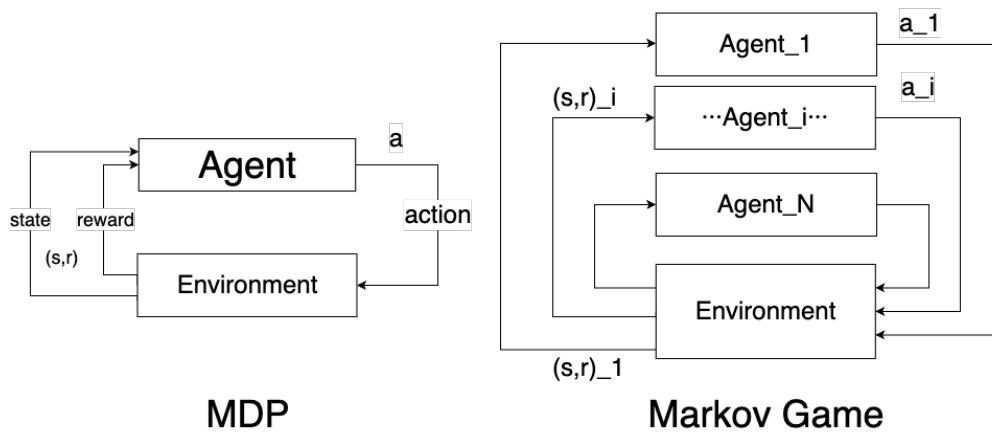 Agent
a
state
reward
action
(s,r)
Environment
MDP
Agent_1
a_1
(s,r)_i
···Agent_i···
a_i
Agent_N
Environment
(s,r)_1
Markov Game